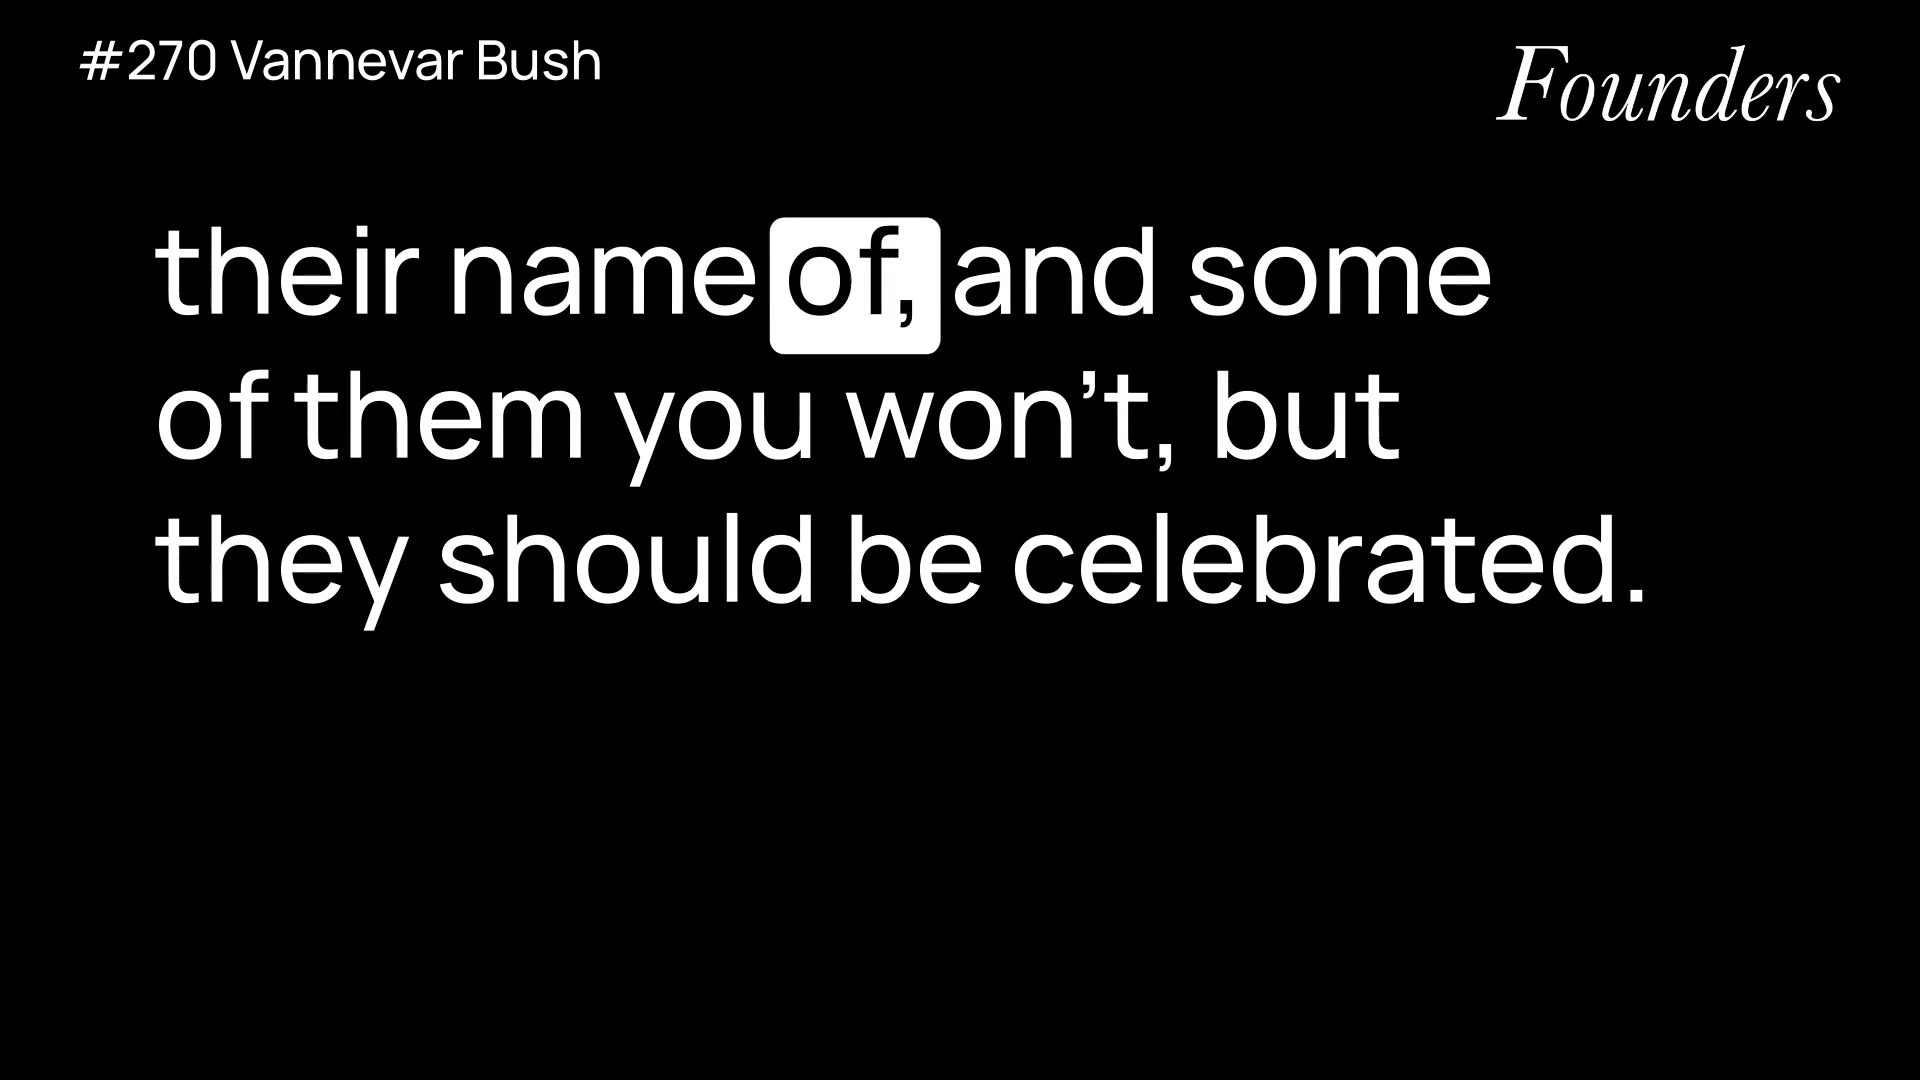 #270 Vannevar Bush
Founders
their name of, and some
of them you won’t, but
they should be celebrated.